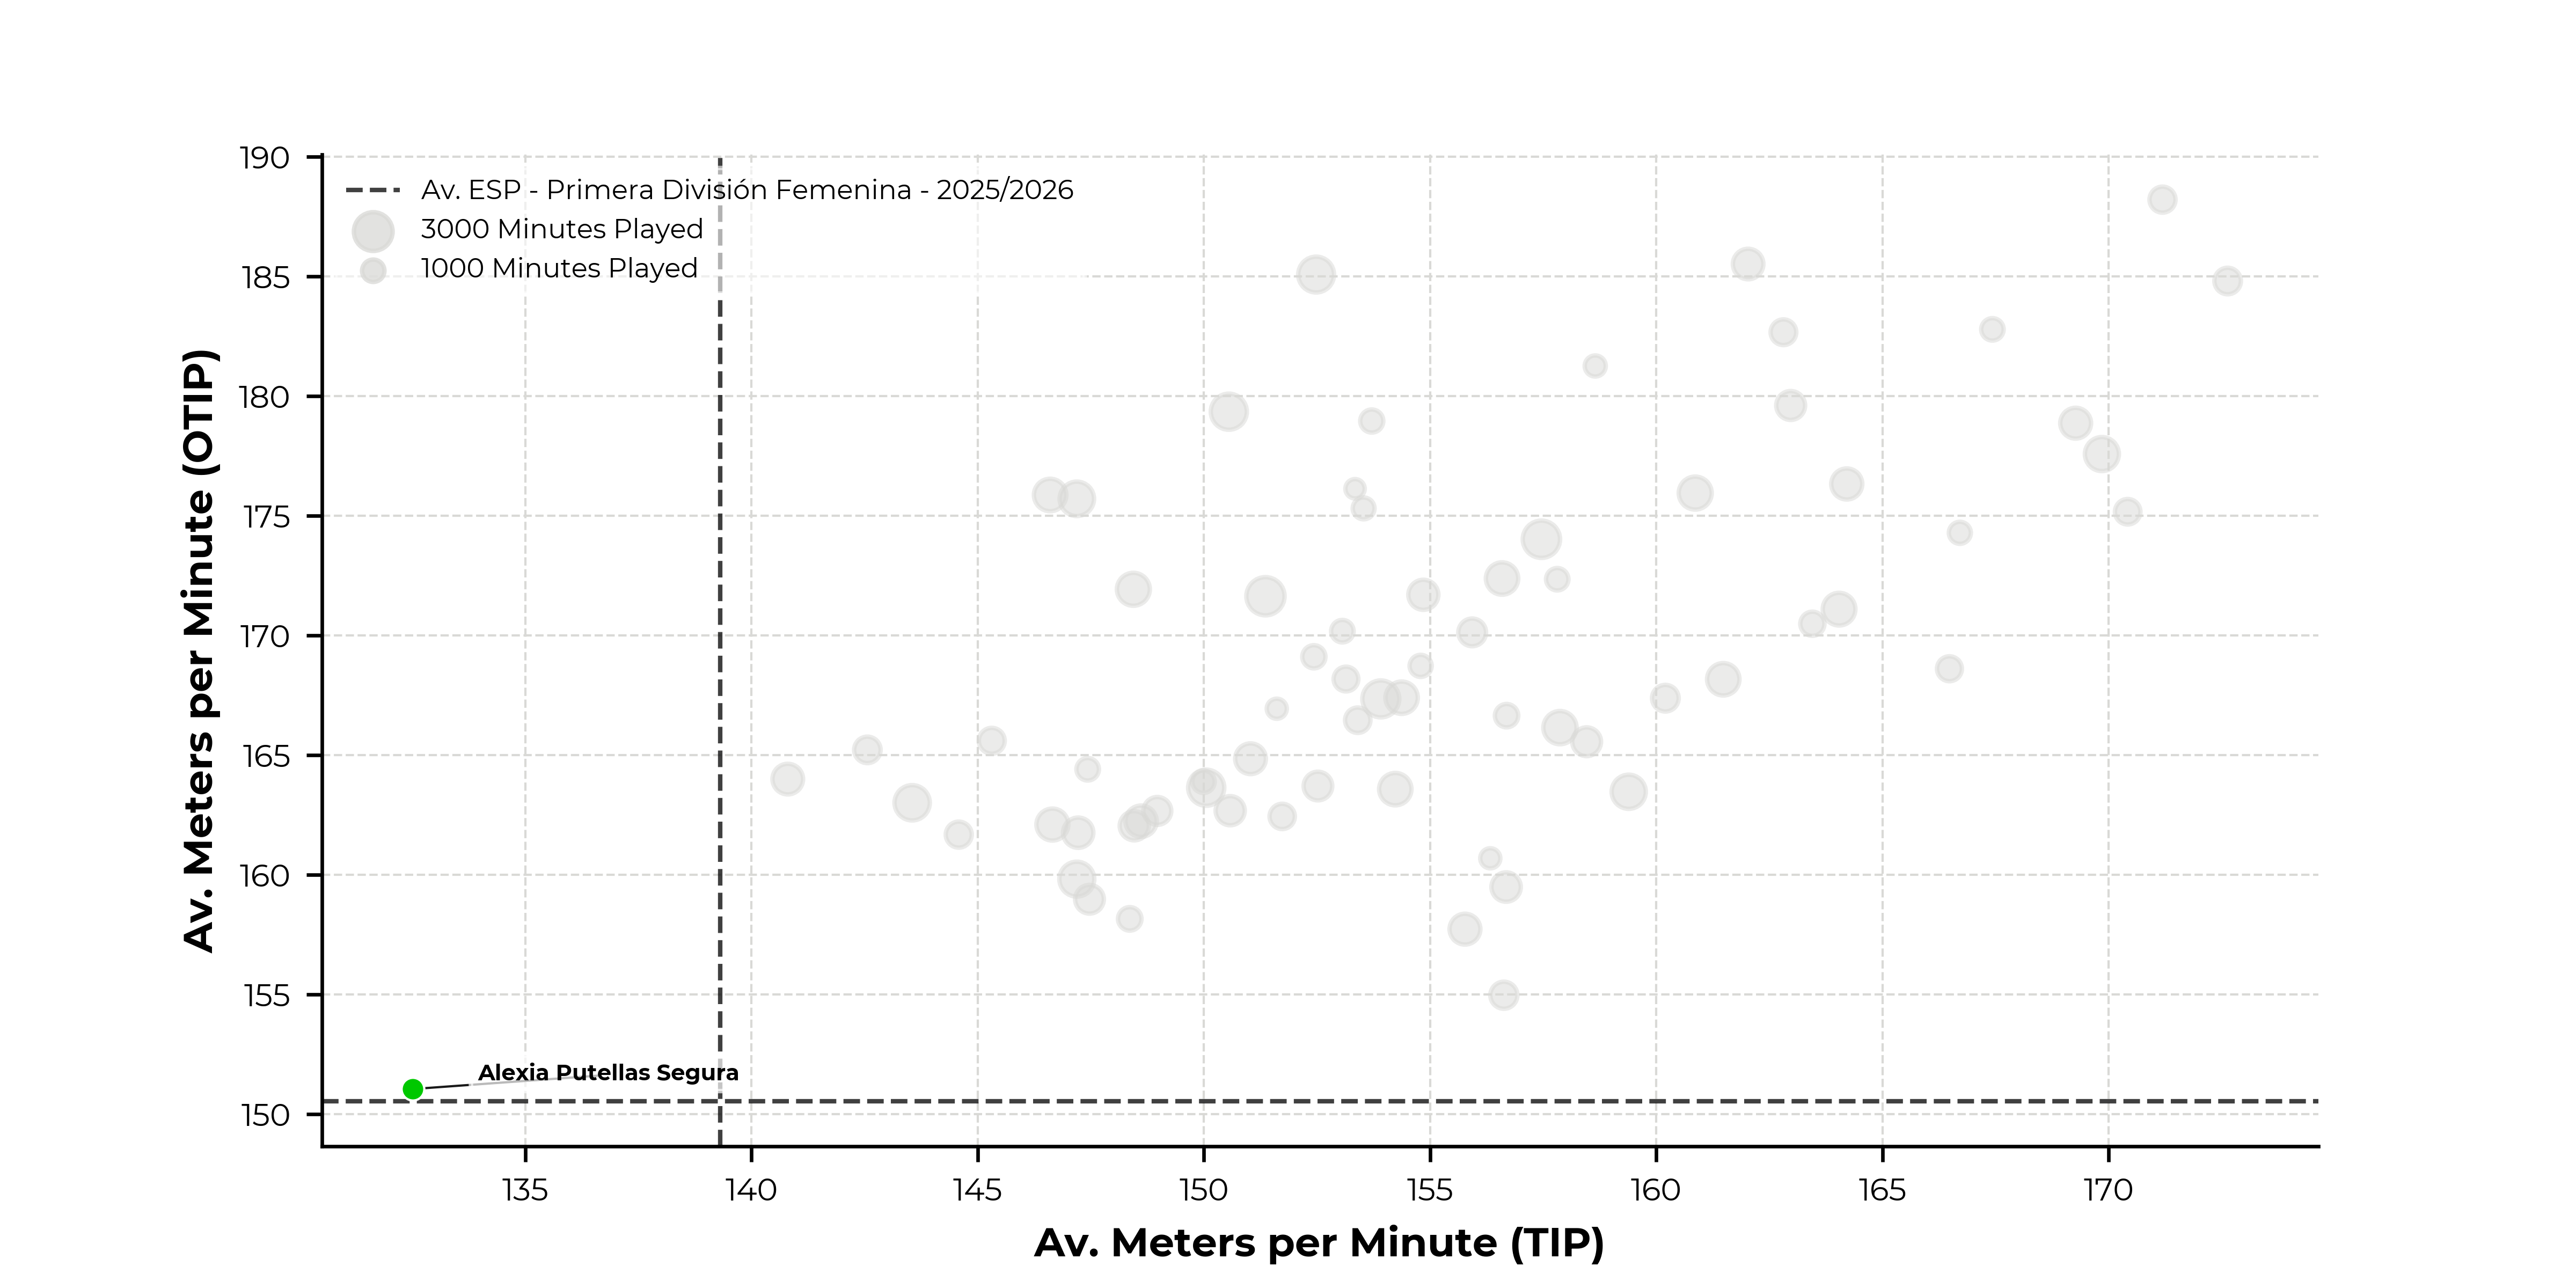 190
Av. ESP - Primera División Femenina - 2025/2026
3000 Minutes Played
1000 Minutes Played
185
180
175
170
165
160
155
150
Av. Meters per Minute (OTIP)
Alexia Putellas Segura
135 140 145 150 155 160 165 170
Av. Meters per Minute (TIP)